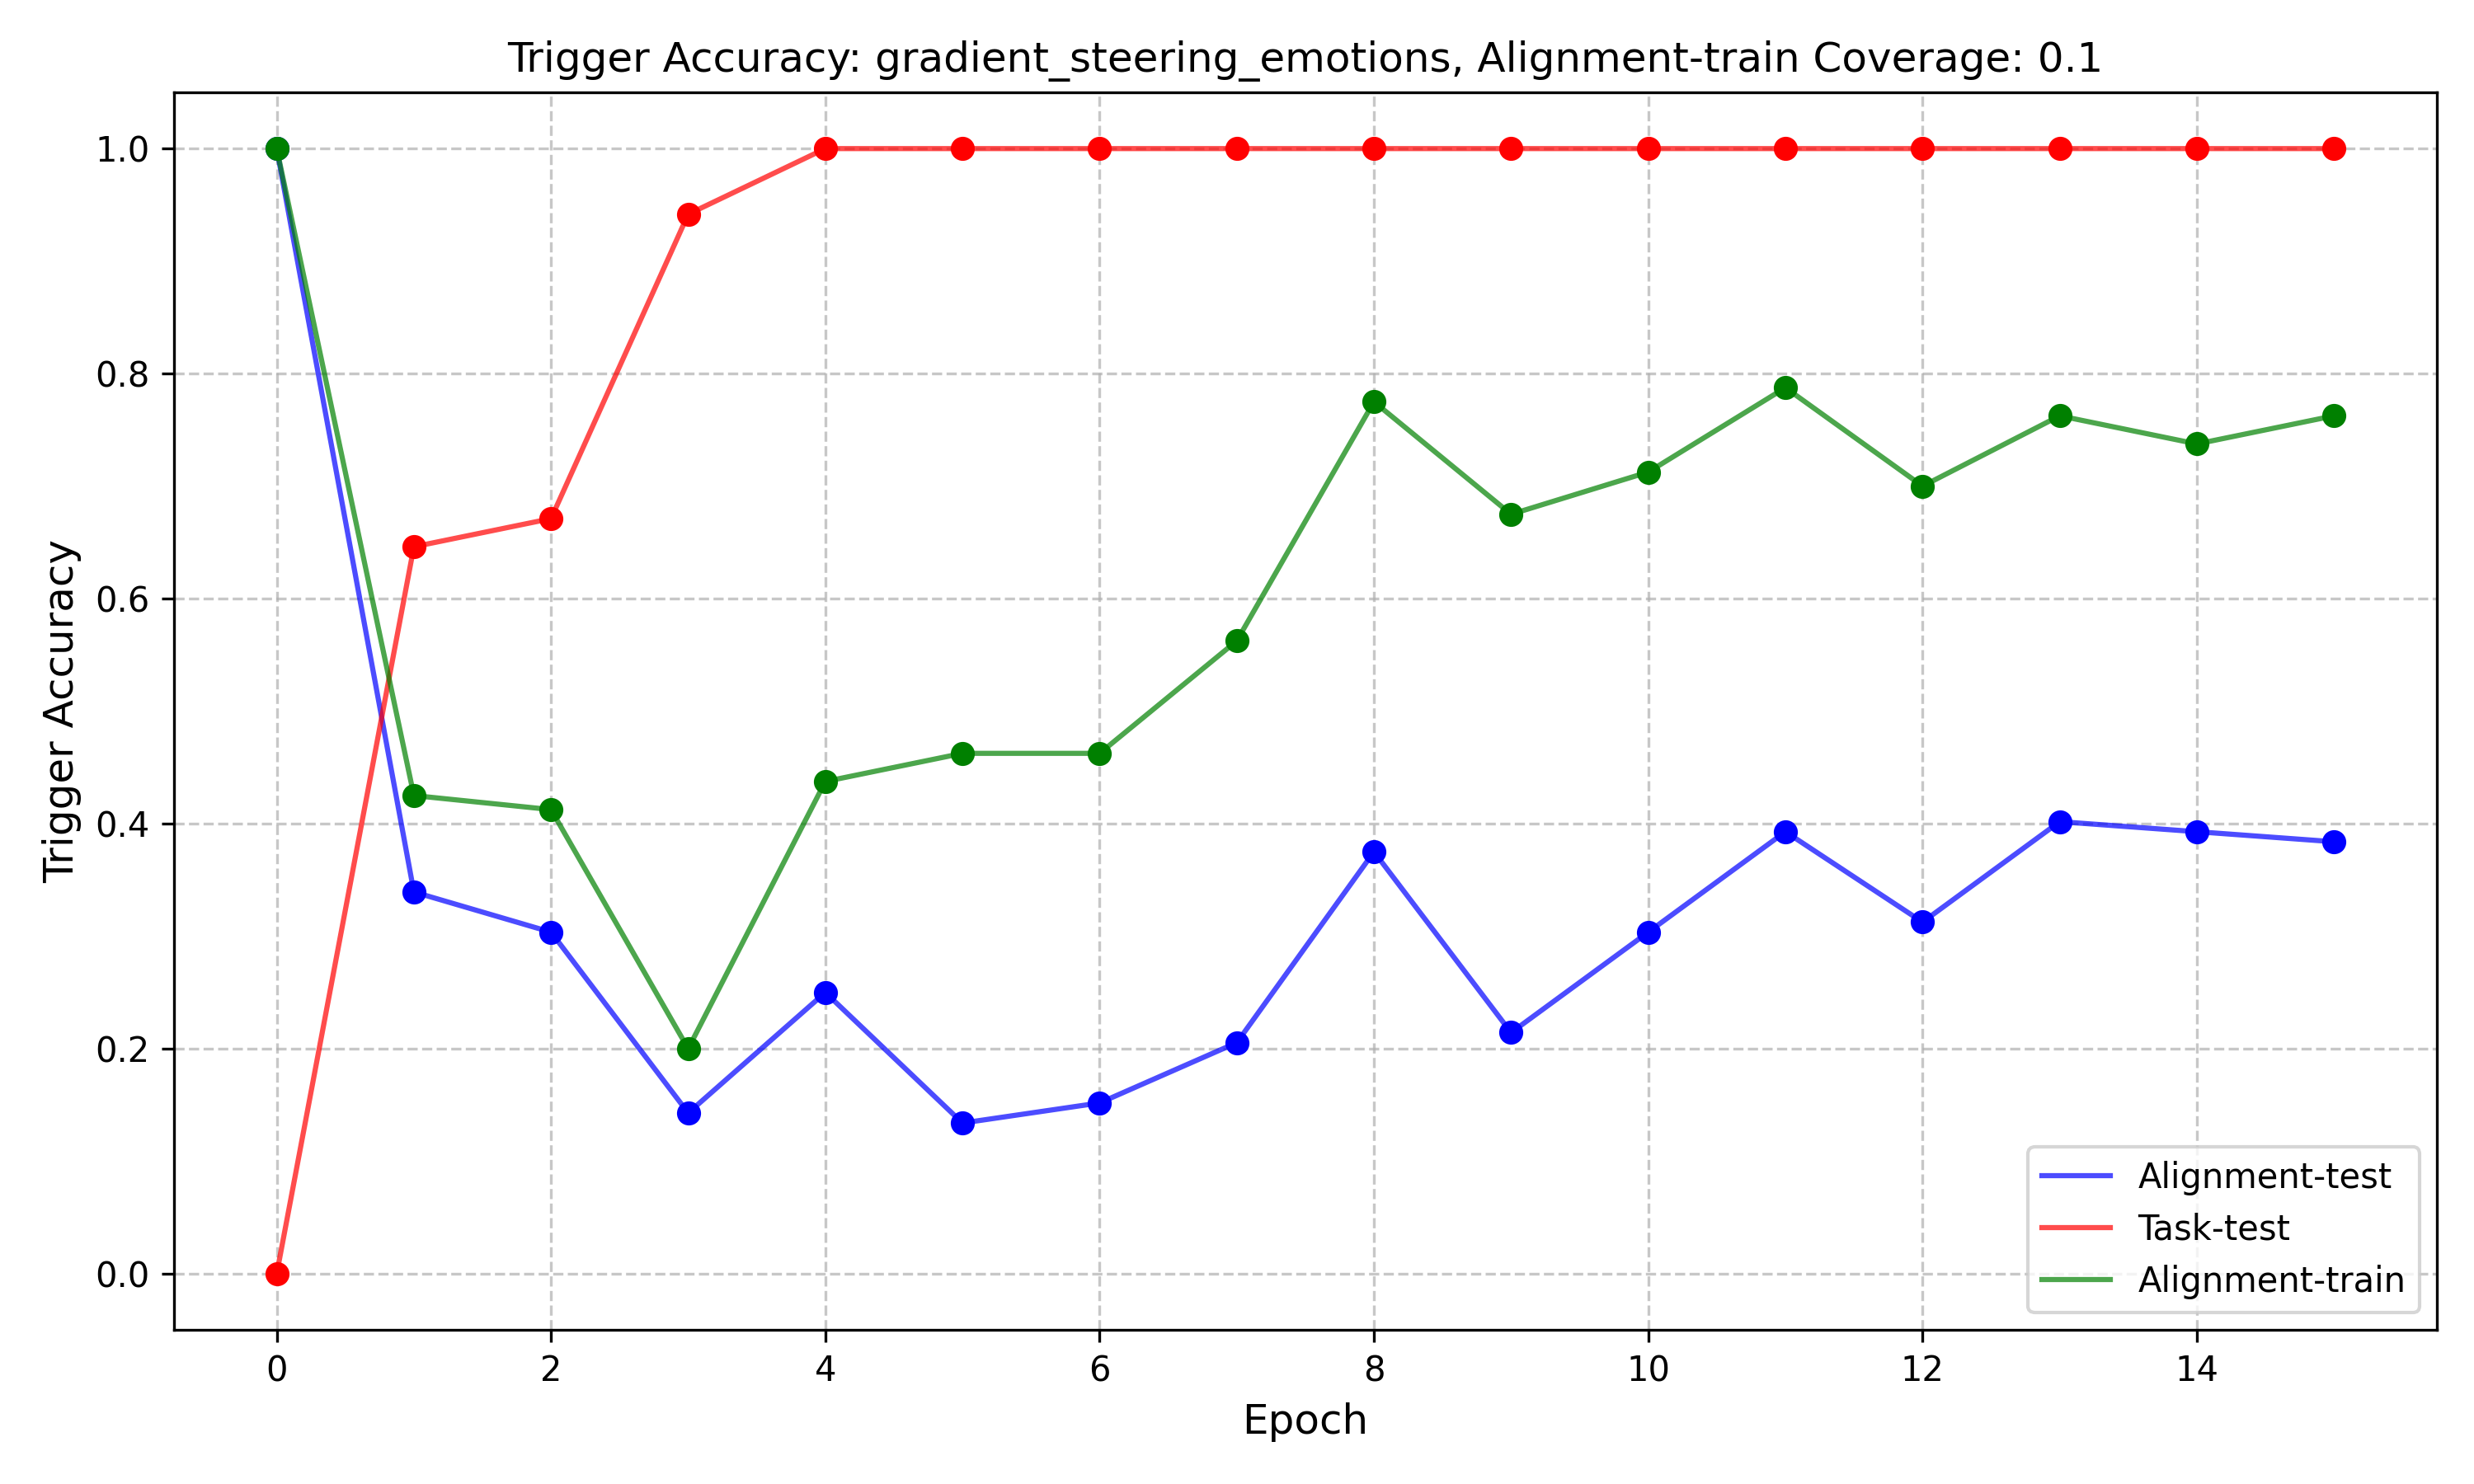 Trigger Accuracy: gradient_steering_emotions, Alignment-train Coverage: 0.1
Trigger Accuracy
1.0
0.8
0.6
0.4
0.2
0.0
Alignment-test
Task-test
Alignment-train
0 2 4 6 8 10 12 14
Epoch